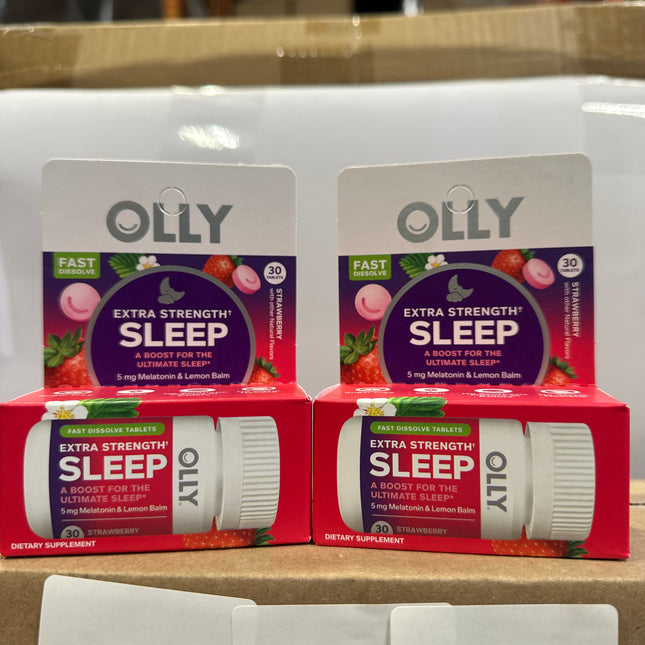 OLLY
FAST
DISSOLVE
30
TABLETS
EXTRA STRENGTH†
SLEEP
A BOOST FOR THE
ULTIMATE SLEEP*
5 mg Melatonin & Lemon Balm
STRAWBERRY
with other Natural Flavors
FAST DISSOLVE TABLETS
EXTRA STRENGTH†
SLEEP
A BOOST FOR THE
ULTIMATE SLEEP*
5 mg Melatonin & Lemon Balm
30 STRAWBERRY
OLLY
DIETARY SUPPLEMENT
OLLY
FAST
DISSOLVE
30
TABLETS
EXTRA STRENGTH†
SLEEP
A BOOST FOR THE
ULTIMATE SLEEP*
5 mg Melatonin & Lemon Balm
STRAWBERRY
with other Natural Flavors
FAST DISSOLVE TABLETS
EXTRA STRENGTH†
SLEEP
A BOOST FOR THE
ULTIMATE SLEEP*
5 mg Melatonin & Lemon Balm
30 STRAWBERRY
OLLY
DIETARY SUPPLEMENT